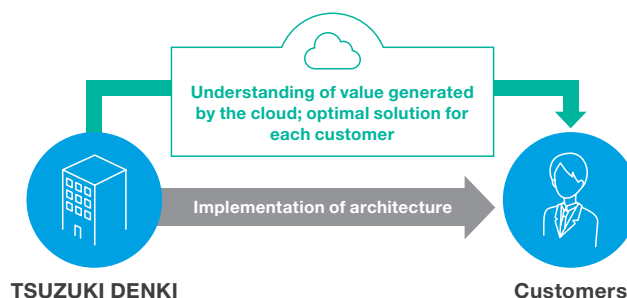 Understanding of value generated
by the cloud; optimal solution for
each customer
Implementation of architecture
TSUZUKI DENKI
Customers